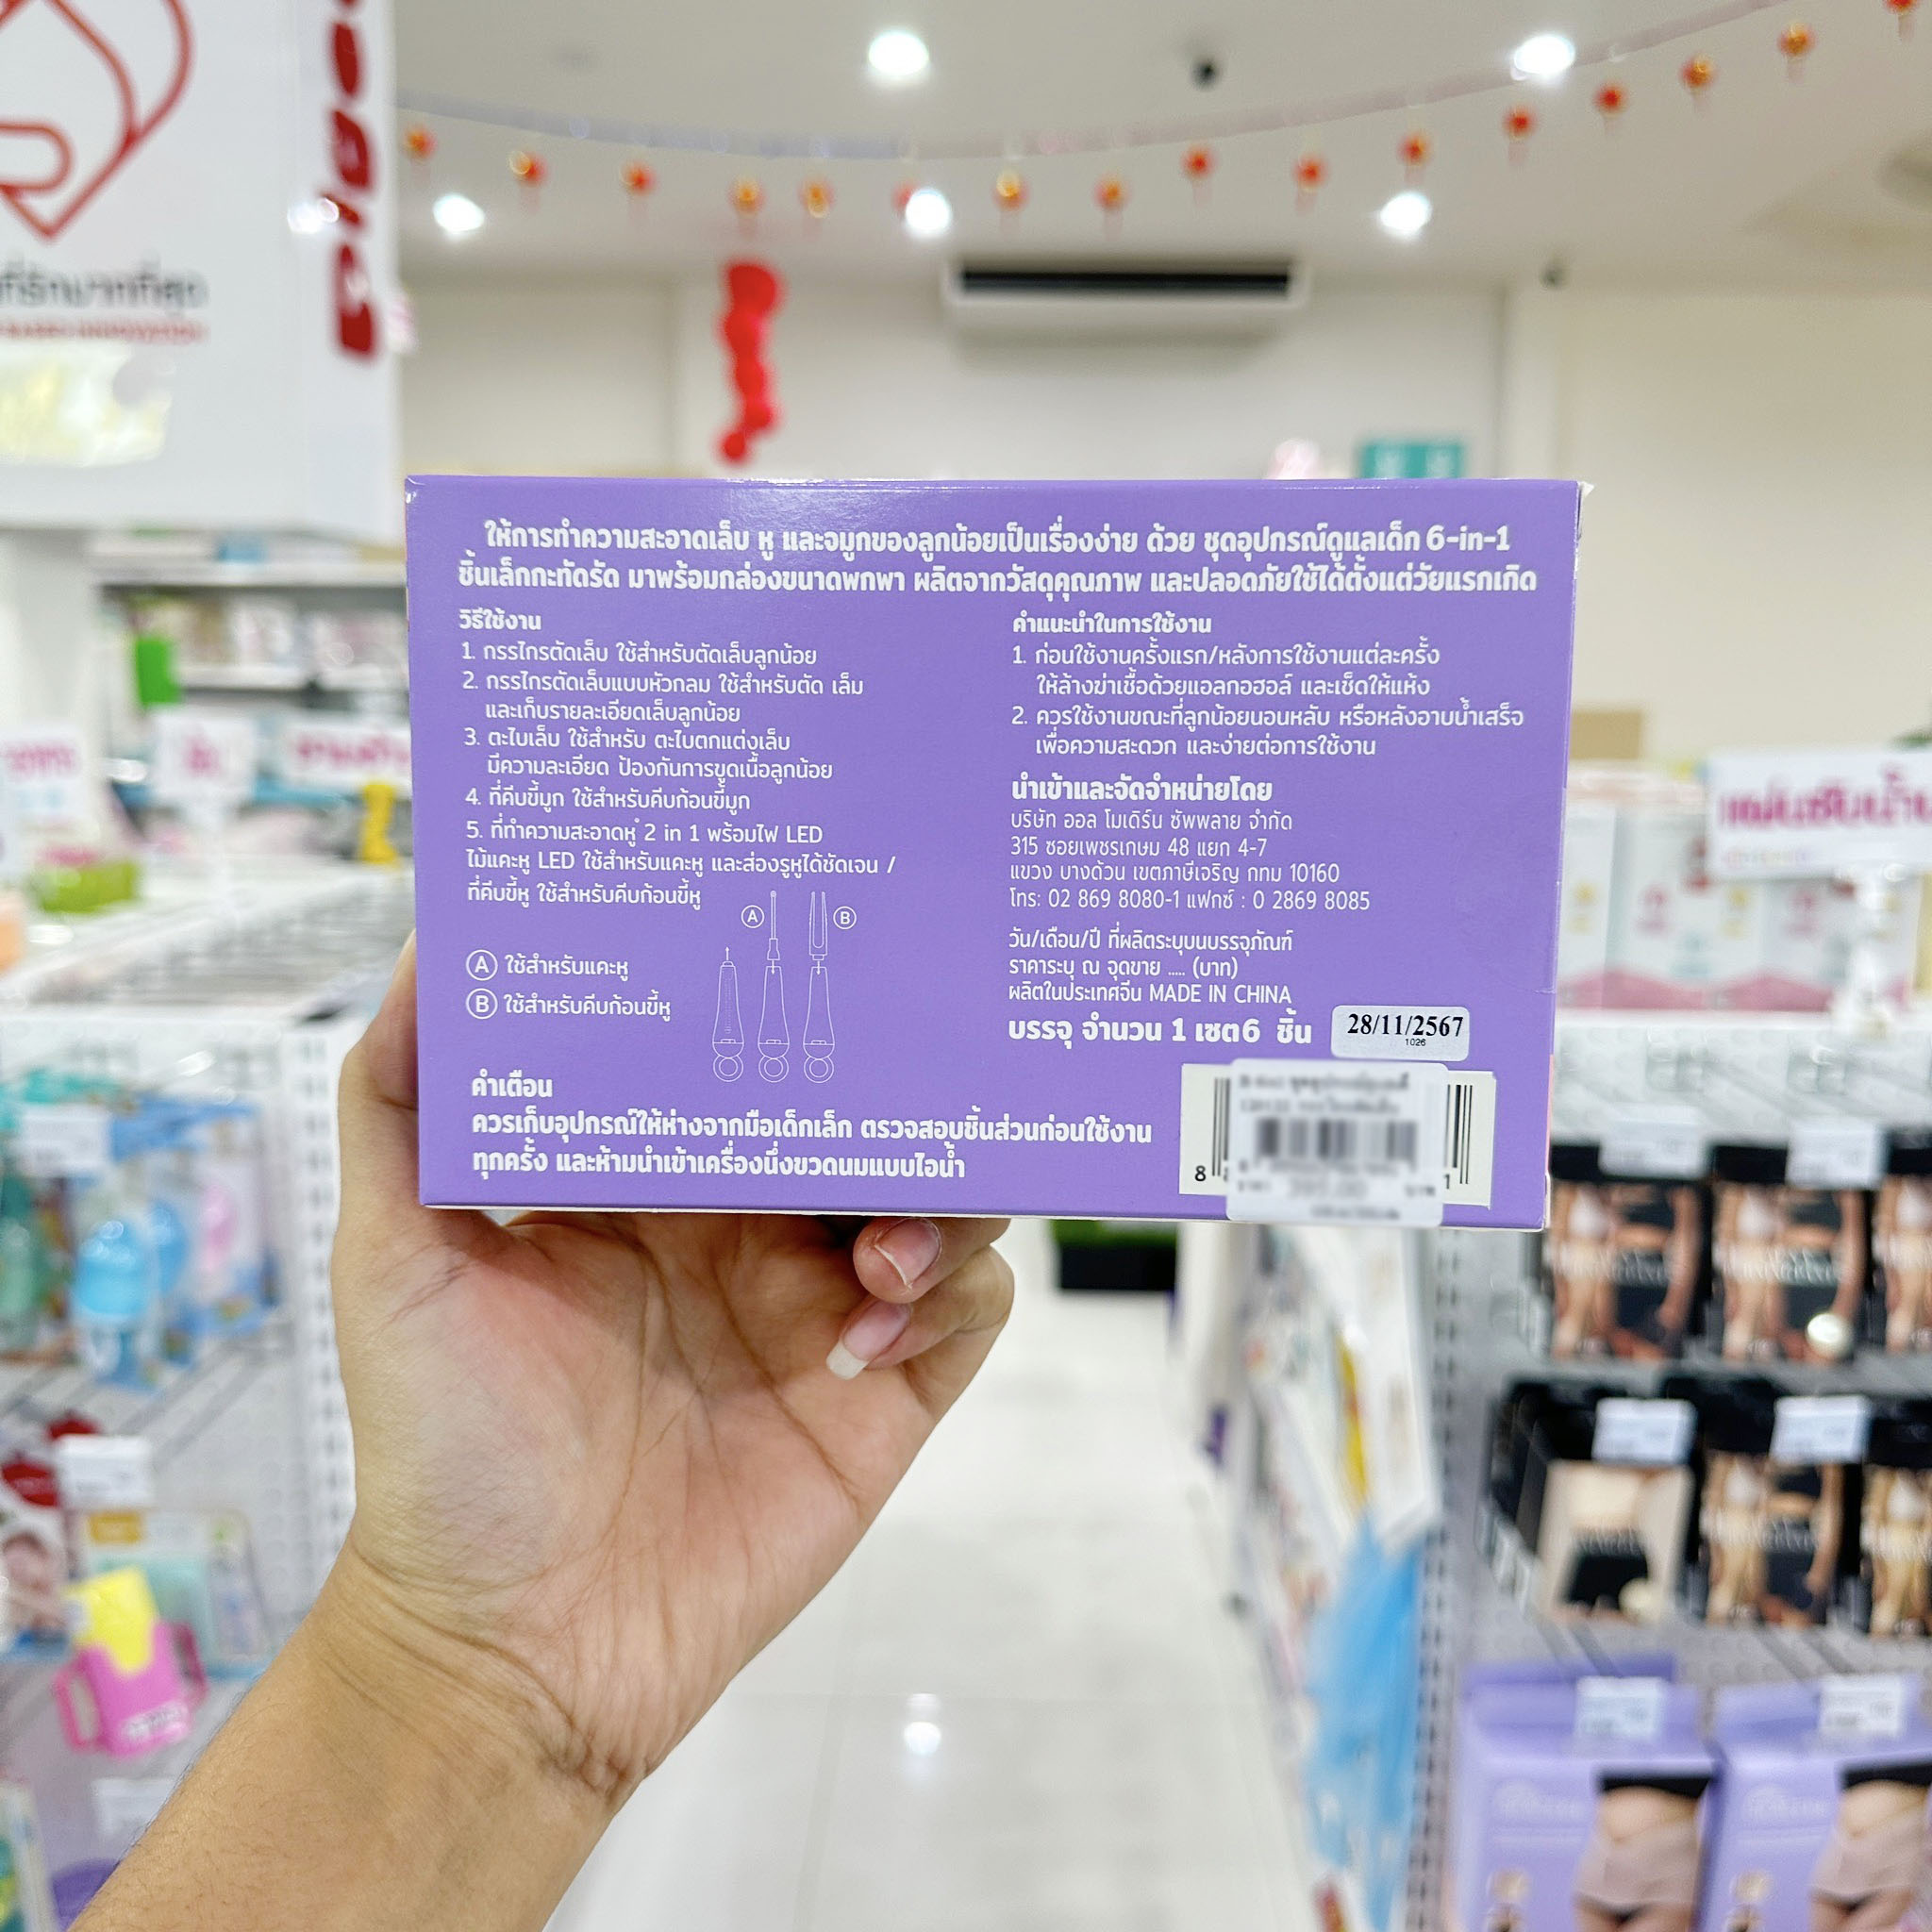 ให้การทำความสะอาดเล็บ หู และจมูกของลูกน้อยเป็นเรื่องง่าย ด้วย ชุดอุปกรณ์ดูแลเด็ก 6-in-1
ชิ้นเล็กกะทัดรัด มาพร้อมกล่องขนาดพกพา ผลิตจากวัสดุคุณภาพ และปลอดภัยใช้ได้ตั้งแต่วัยแรกเกิด
วิธีใช้งาน
1. กรรไกรตัดเล็บ ใช้สำหรับตัดเล็บลูกน้อย
2. กรรไกรตัดเล็บแบบหัวกลม ใช้สำหรับตัด เล็ม
และเก็บรายละเอียดเล็บลูกน้อย
3. ตะไบเล็บ ใช้สำหรับ ตะไบตกแต่งเล็บ
มีความละเอียด ป้องกันการขูดเนื้อลูกน้อย
4. ที่คีบขี้มูก ใช้สำหรับคีบก้อนขี้มูก
5. ที่ทำความสะอาดหู 2 in 1 พร้อมไฟ LED
ไม้แคะหู LED ใช้สำหรับแคะหู และส่องรูหูได้ชัดเจน /
ที่คีบขี้หู ใช้สำหรับคีบก้อนขี้หู
A B
A ใช้สำหรับแคะหู
B ใช้สำหรับคีบก้อนขี้หู
คำเตือน
ควรเก็บอุปกรณ์ให้ห่างจากมือเด็กเล็ก ตรวจสอบชิ้นส่วนก่อนใช้งาน
ทุกครั้ง และห้ามนำเข้าเครื่องนึ่งขวดนมแบบไอน้ำ
คำแนะนำในการใช้งาน
1. ก่อนใช้งานครั้งแรก/หลังการใช้งานแต่ละครั้ง
ให้ล้างฆ่าเชื้อด้วยแอลกอฮอล์ และเช็ดให้แห้ง
2. ควรใช้งานขณะที่ลูกน้อยนอนหลับ หรือหลังอาบน้ำเสร็จ
เพื่อความสะดวก และง่ายต่อการใช้งาน
นำเข้าและจัดจำหน่ายโดย
บริษัท ออล โมเดิร์น ซัพพลาย จำกัด
315 ซอยเพชรเกษม 48 แยก 4-7
แขวง บางด้วน เขตภาษีเจริญ กทม 10160
โทร: 02 869 8080-1 แฟกซ์ : 0 2869 8085
วัน/เดือน/ปี ที่ผลิตระบุบนบรรจุภัณฑ์
ราคาระบุ ณ จุดขาย ..... (บาท)
ผลิตในประเทศจีน MADE IN CHINA
บรรจุ จำนวน 1 เซต6 ชิ้น
28/11/2567
1026
8
1